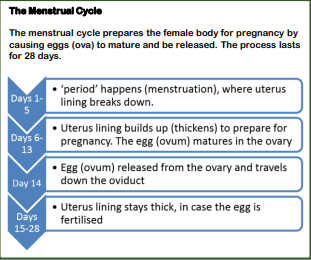 The Menstrual Cycle
The menstrual cycle prepares the female body for pregnancy by
causing eggs (ova) to mature and be released. The process lasts
for 28 days.
Days 1-
5
• ‘period’ happens (menstruation), where uterus
lining breaks down.
Days 6-
13
• Uterus lining builds up (thickens) to prepare for
pregnancy. The egg (ovum) matures in the ovary
Day 14
• Egg (ovum) released from the ovary and travels
down the oviduct
Days
15-28
• Uterus lining stays thick, in case the egg is
fertilised